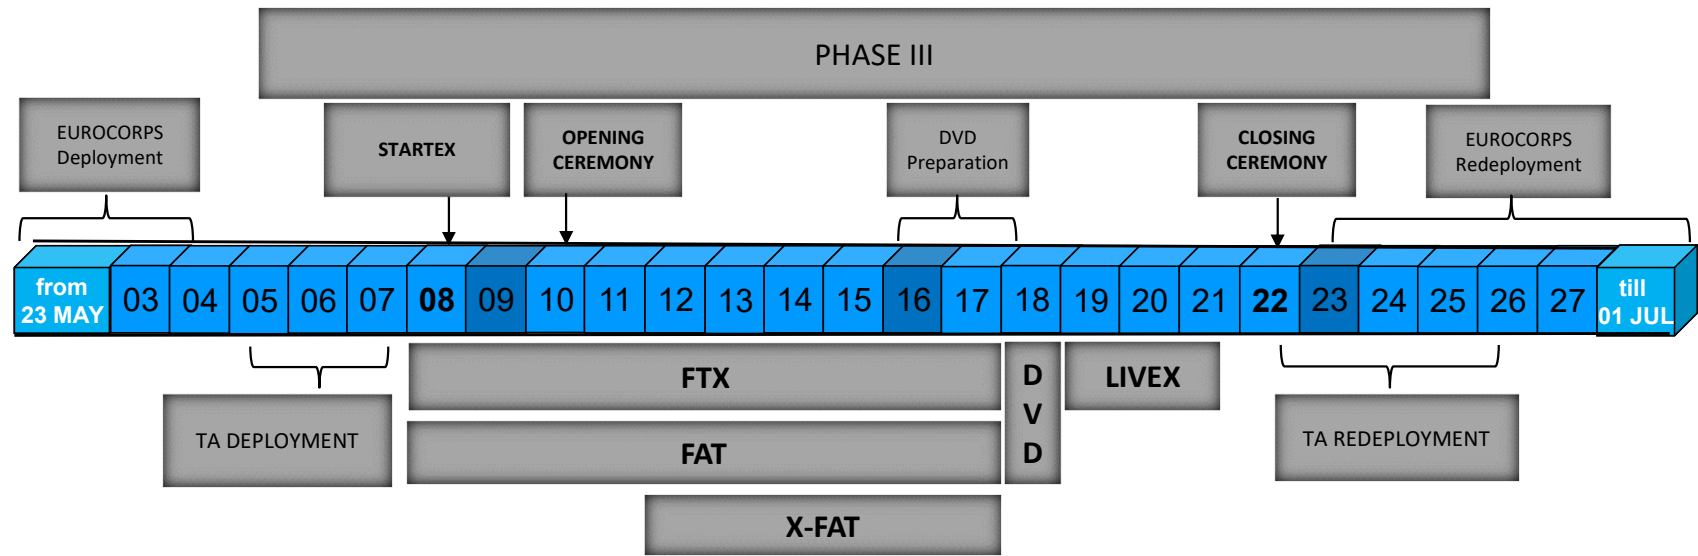 PHASE III
EUROCORPS
Deployment
STARTEX
OPENING
CEREMONY
DVD
Preparation
CLOSING
CEREMONY
EUROCORPS
Redeployment
from
23 MAY
03 04 05 06 07 08 09 10 11 12 13 14 15 16 17 18 19 20 21 22 23 24 25 26 27
till
01 JUL
FTX
D
V
D
LIVEX
TA DEPLOYMENT
FAT
TA REDEPLOYMENT
X-FAT